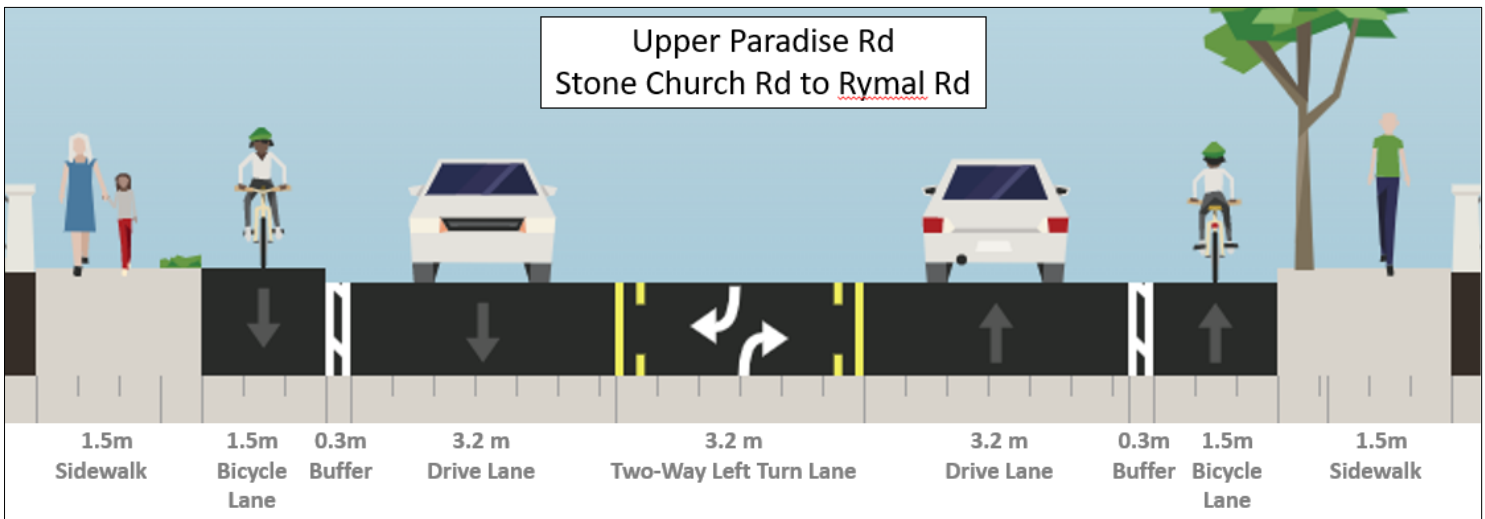 Upper Paradise Rd
Stone Church Rd to Rymal Rd
1.5m
Sidewalk
1.5m
Bicycle
Lane
0.3m
Buffer
3.2 m
Drive Lane
3.2 m
Two-Way Left Turn Lane
3.2 m
Drive Lane
0.3m
Buffer
1.5m
Bicycle
Lane
1.5m
Sidewalk